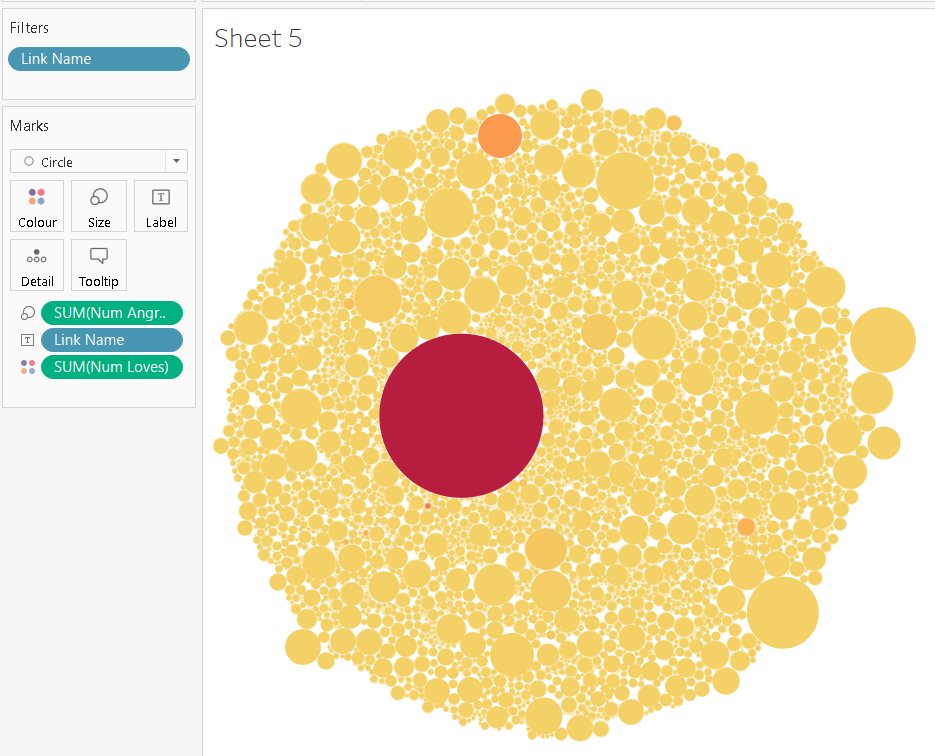 Filters
Link Name
Sheet 5
Marks
Circle
Colour
Size
T
Label
Detail
Tooltip
SUM(Num Angr..
T
Link Name
SUM(Num Loves)